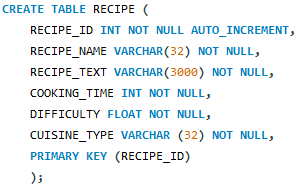 CREATE TABLE RECIPE (
RECIPE_ID INT NOT NULL AUTO_INCREMENT,
RECIPE_NAME VARCHAR(32) NOT NULL,
RECIPE_TEXT VARCHAR(3000) NOT NULL,
COOKING_TIME INT NOT NULL,
DIFFICULTY FLOAT NOT NULL,
CUISINE_TYPE VARCHAR (32) NOT NULL,
PRIMARY KEY (RECIPE_ID)
);